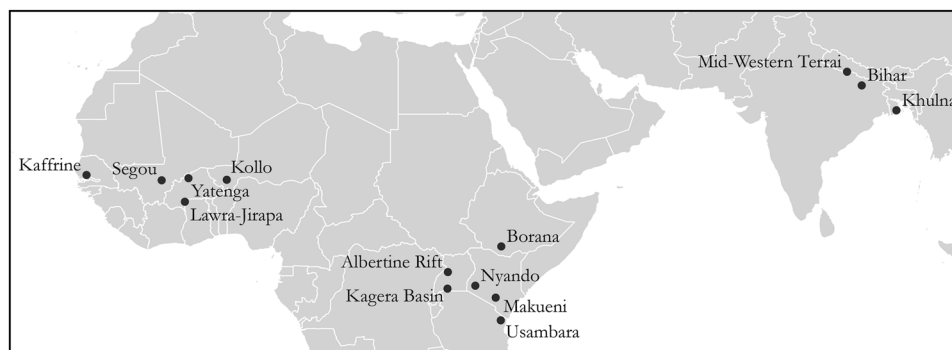 Mid-Western Terrai
Bihar
Khulna
Kaffrine
Segou
Kollo
Yatenga
Lawra-Jirapa
Borana
Albertine Rift
Nyando
Kagera Basin
Makueni
Usambara